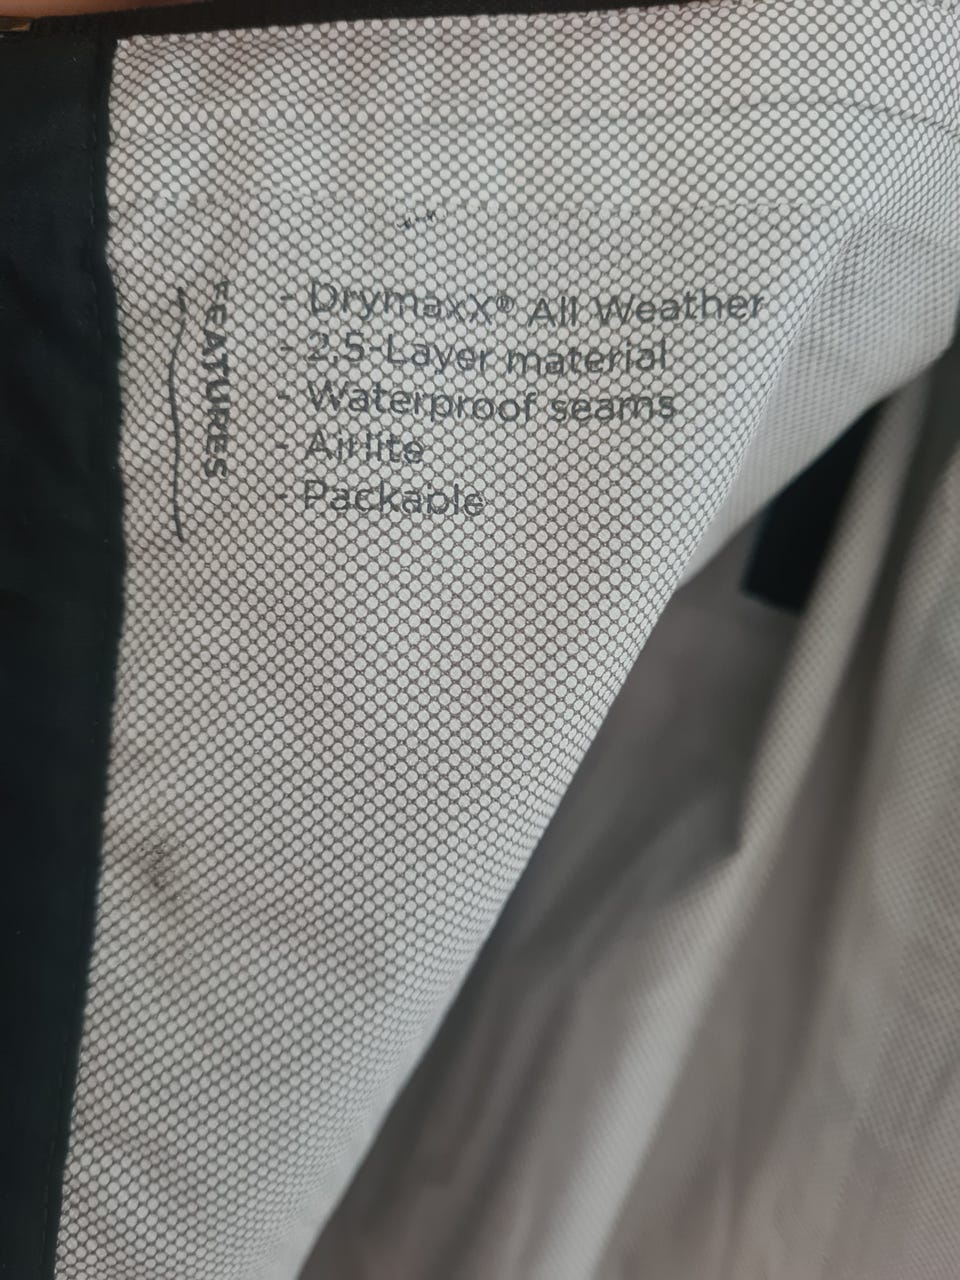 FEATURES
- DrymaxX® All Weather
- 2,5-Layer material
- Waterproof seams
- Airlite
- Packable